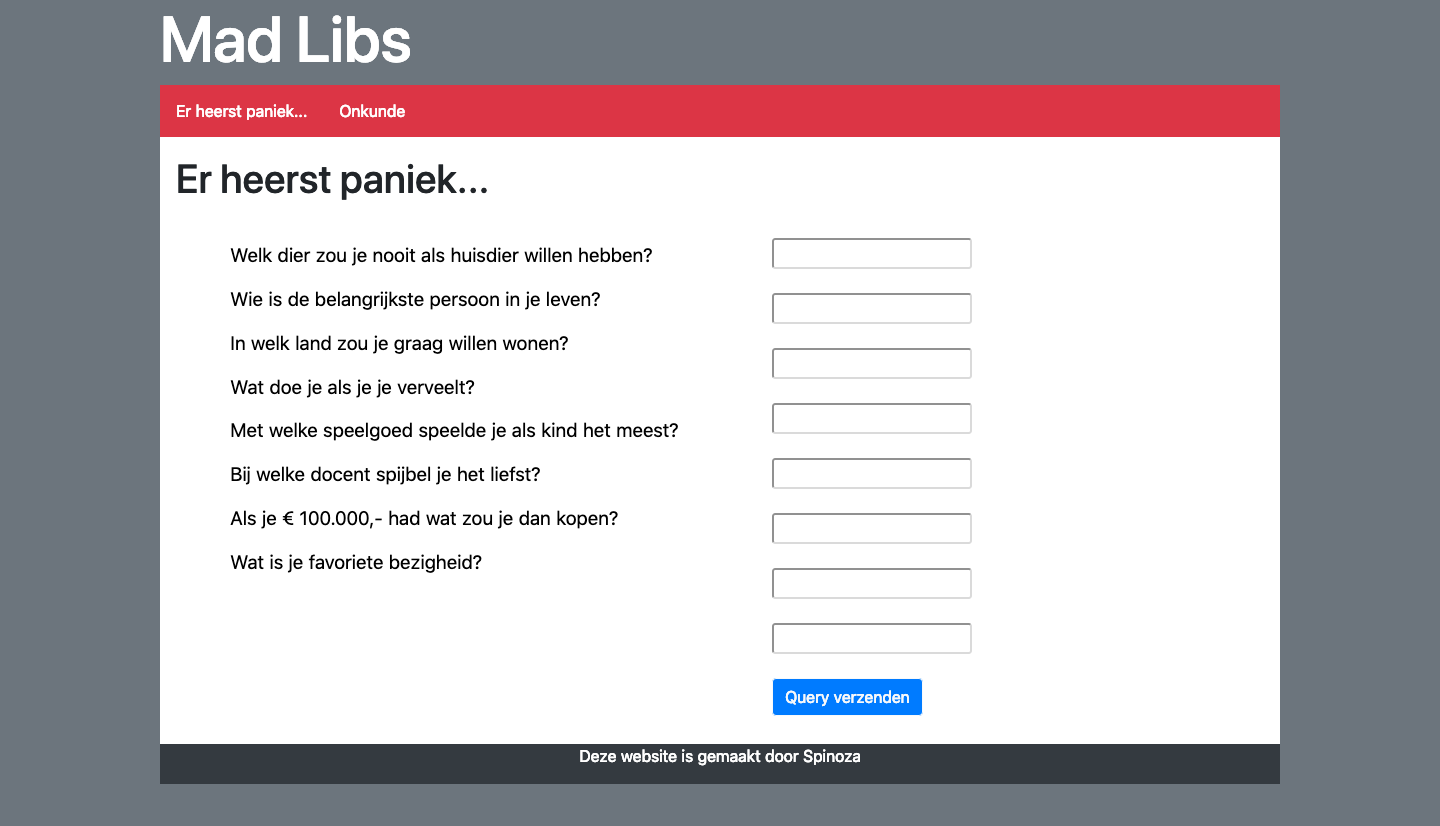 Mad Libs
Er heerst paniek... Onkunde
Er heerst paniek...
Welk dier zou je nooit als huisdier willen hebben?
Wie is de belangrijkste persoon in je leven?
In welk land zou je graag willen wonen?
Wat doe je als je je verveelt?
Met welke speelgoed speelde je als kind het meest?
Bij welke docent spijbel je het liefst?
Als je € 100.000,- had wat zou je dan kopen?
Wat is je favoriete bezigheid?
Query verzenden
Deze website is gemaakt door Spinoza